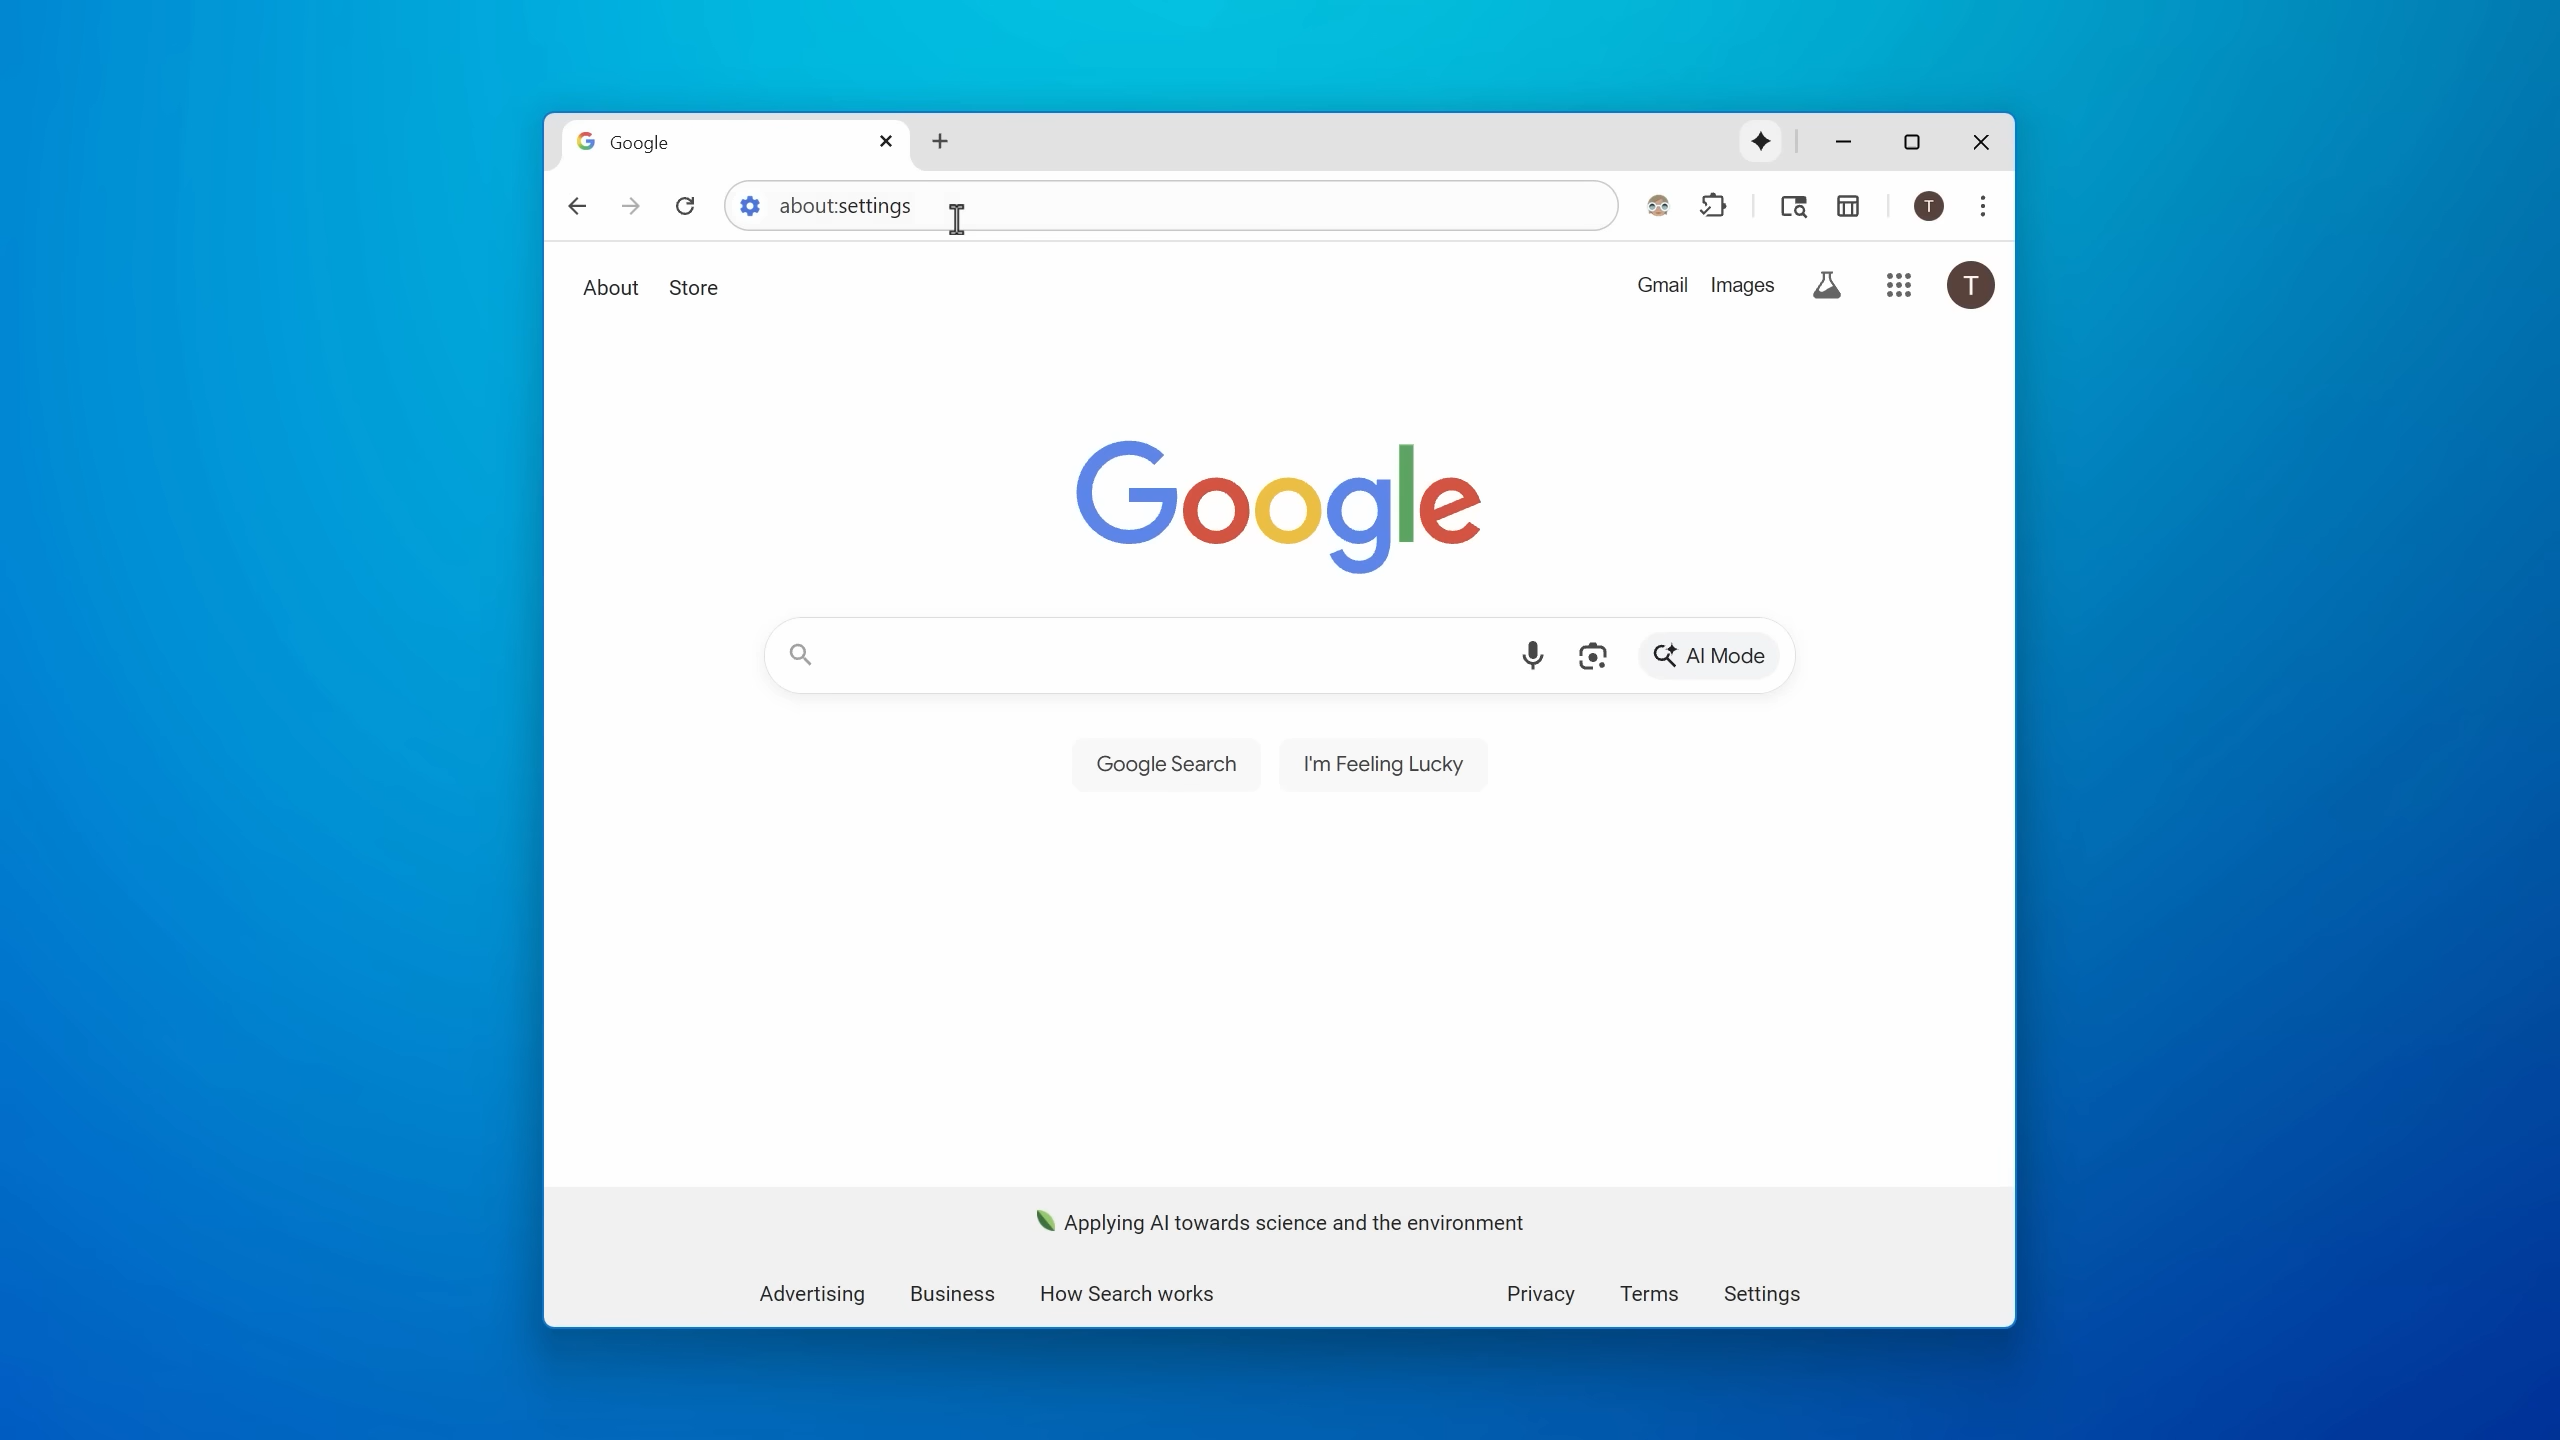 Google
about:settings
T
About Store
Gmail Images
T
Google
AI Mode
Google Search I'm Feeling Lucky
Applying AI towards science and the environment
Advertising Business How Search works Privacy Terms Settings